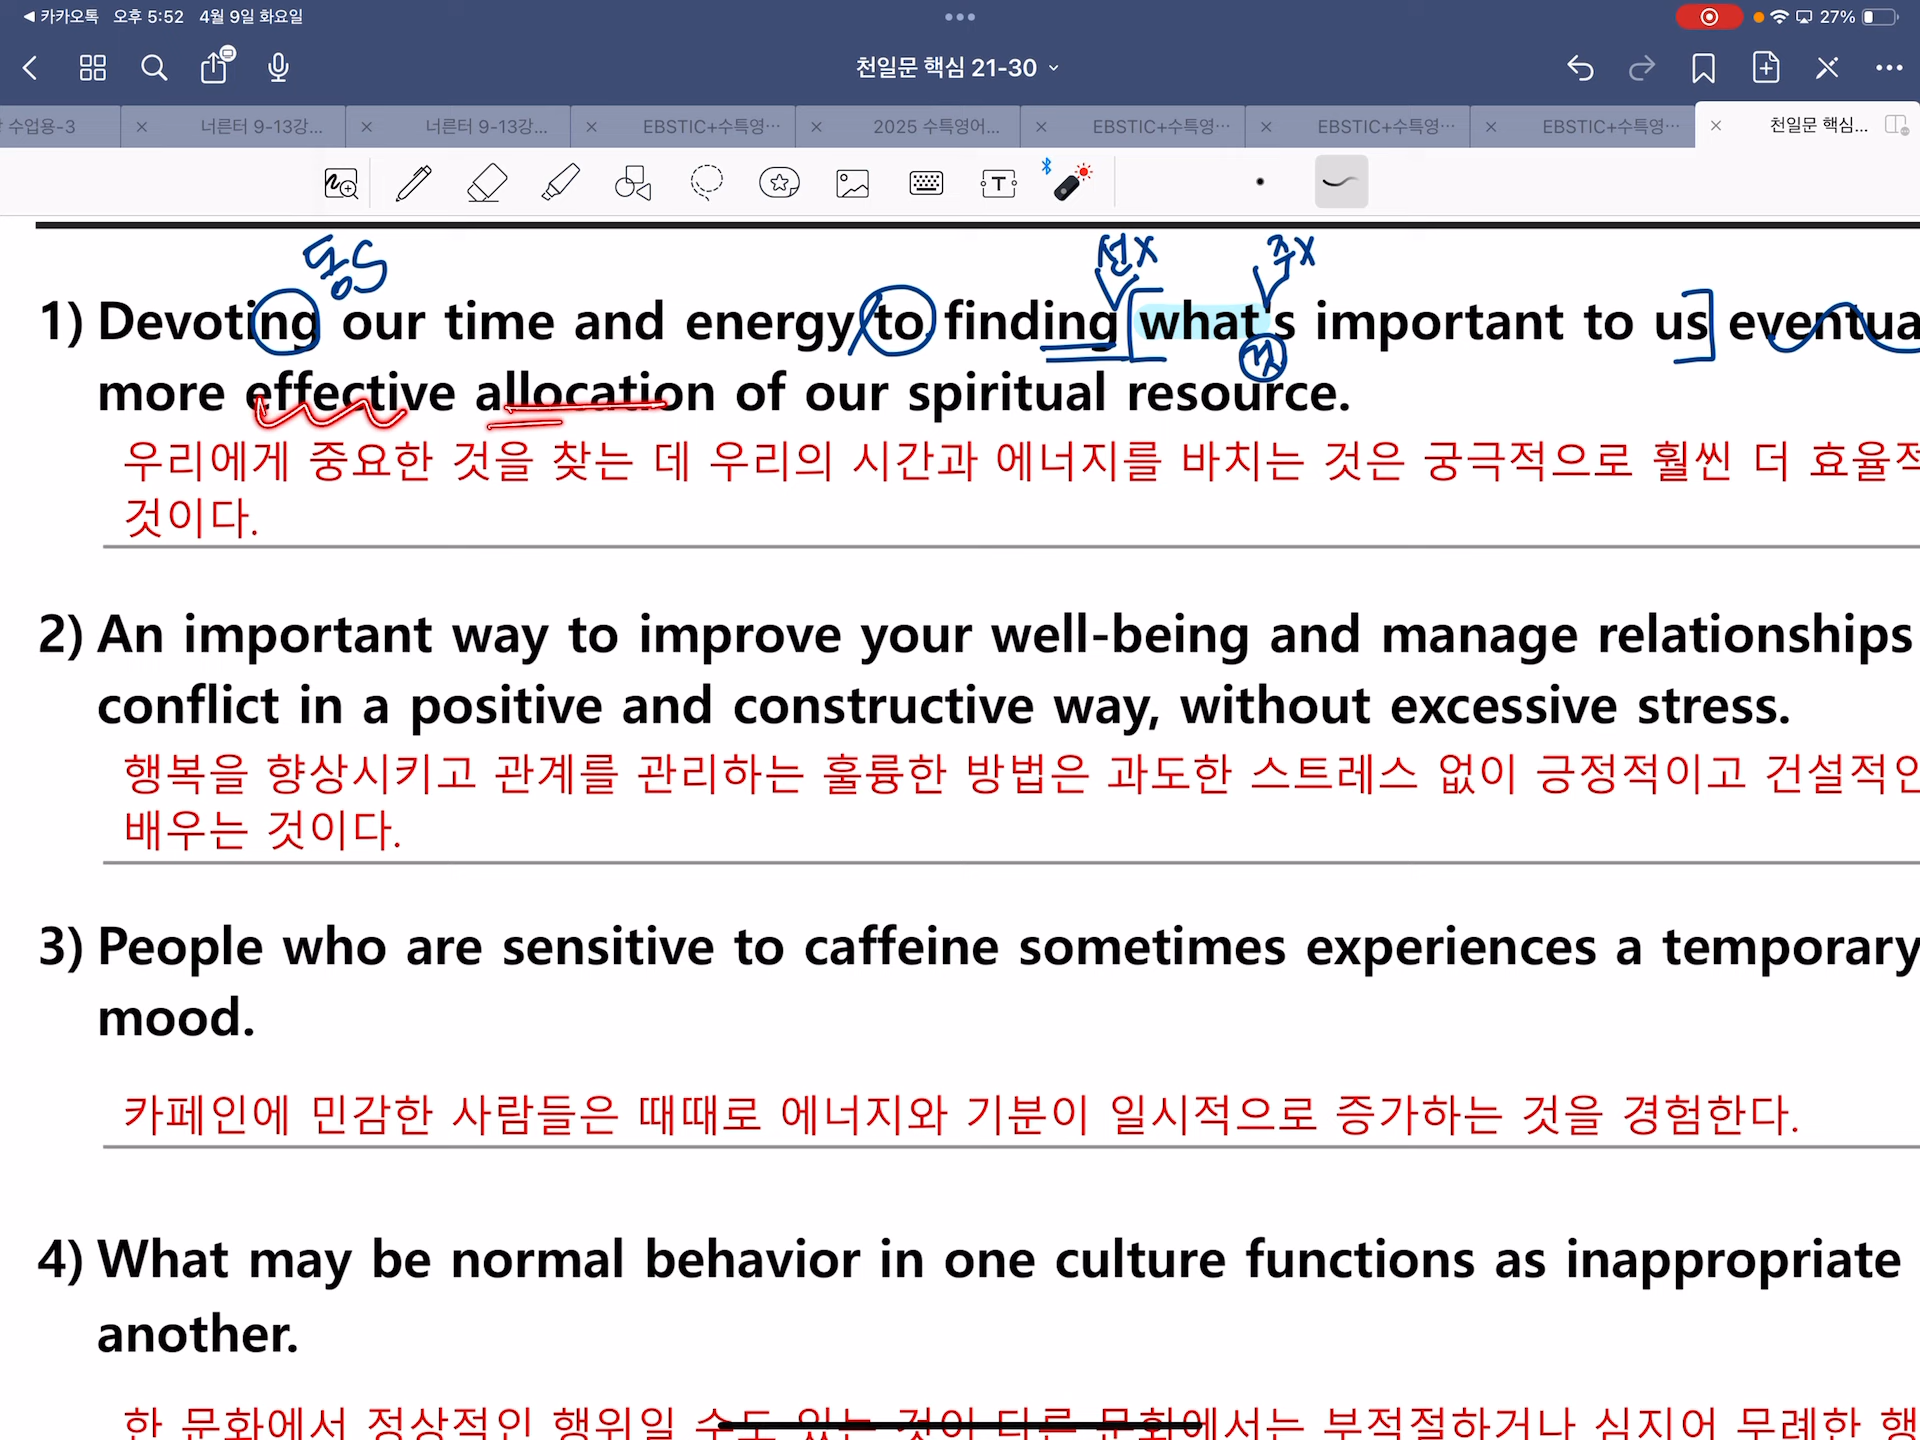 카카오톡 오후 5:52 4월 9일 화요일 27%
천일문 핵심 21-30
수업용-3 너른터 9-13강... 너른터 9-13강... EBSTIC+수특영... 2025 수특영어... EBSTIC+수특영... EBSTIC+수특영... EBSTIC+수특영... 천일문 핵심...
동S 선X 주X
1) Devoting our time and energy to finding what's important to us eventua
것
more effective allocation of our spiritual resource.
우리에게 중요한 것을 찾는 데 우리의 시간과 에너지를 바치는 것은 궁극적으로 훨씬 더 효율적
것이다.
2) An important way to improve your well-being and manage relationships
conflict in a positive and constructive way, without excessive stress.
행복을 향상시키고 관계를 관리하는 훌륭한 방법은 과도한 스트레스 없이 긍정적이고 건설적인
배우는 것이다.
3) People who are sensitive to caffeine sometimes experiences a temporary
mood.
카페인에 민감한 사람들은 때때로 에너지와 기분이 일시적으로 증가하는 것을 경험한다.
4) What may be normal behavior in one culture functions as inappropriate
another.
한 문화에서 정상적인 행위일 수도 있는 것이 다른 문화에서는 부적절하거나 심지어 무례한 행